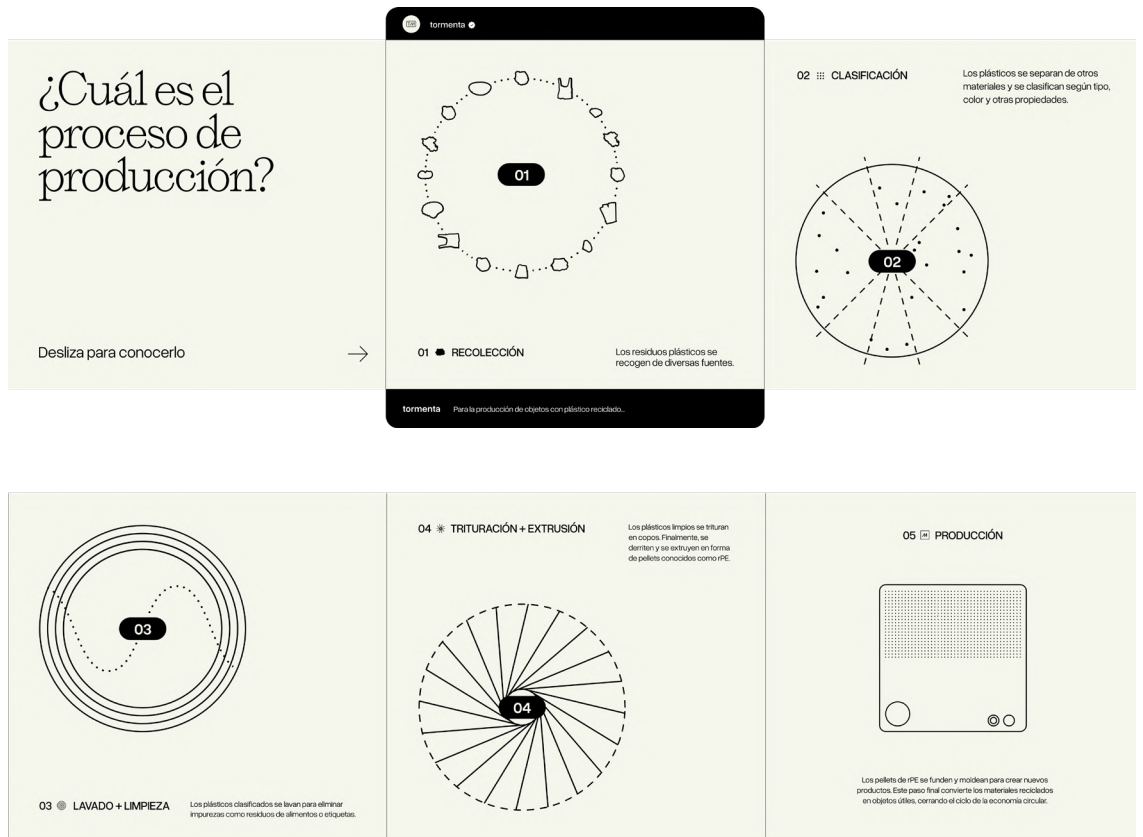 ¿Cuál es el
proceso de
producción?
Desliza para conocerlo
tormenta
01
01 RECOLECCIÓN
Los residuos plásticos se
recogen de diversas fuentes.
tormenta Para la producción de objetos con plástico reciclado...
02 CLASIFICACIÓN
Los plásticos se separan de otros
materiales y se clasifican según tipo,
color y otras propiedades.
02
03
03 LAVADO + LIMPIEZA
Los plásticos clasificados se lavan para eliminar
impurezas como residuos de alimentos o etiquetas.
04 TRITURACIÓN + EXTRUSIÓN
Los plásticos limpios se trituran
en copos. Finalmente, se
derriten y se extruyen en forma
de pellets conocidos como rPE.
04
05 PRODUCCIÓN
Los pellets de rPE se funden y moldean para crear nuevos
productos. Este paso final convierte los materiales reciclados
en objetos útiles, cerrando el ciclo de la economía circular.